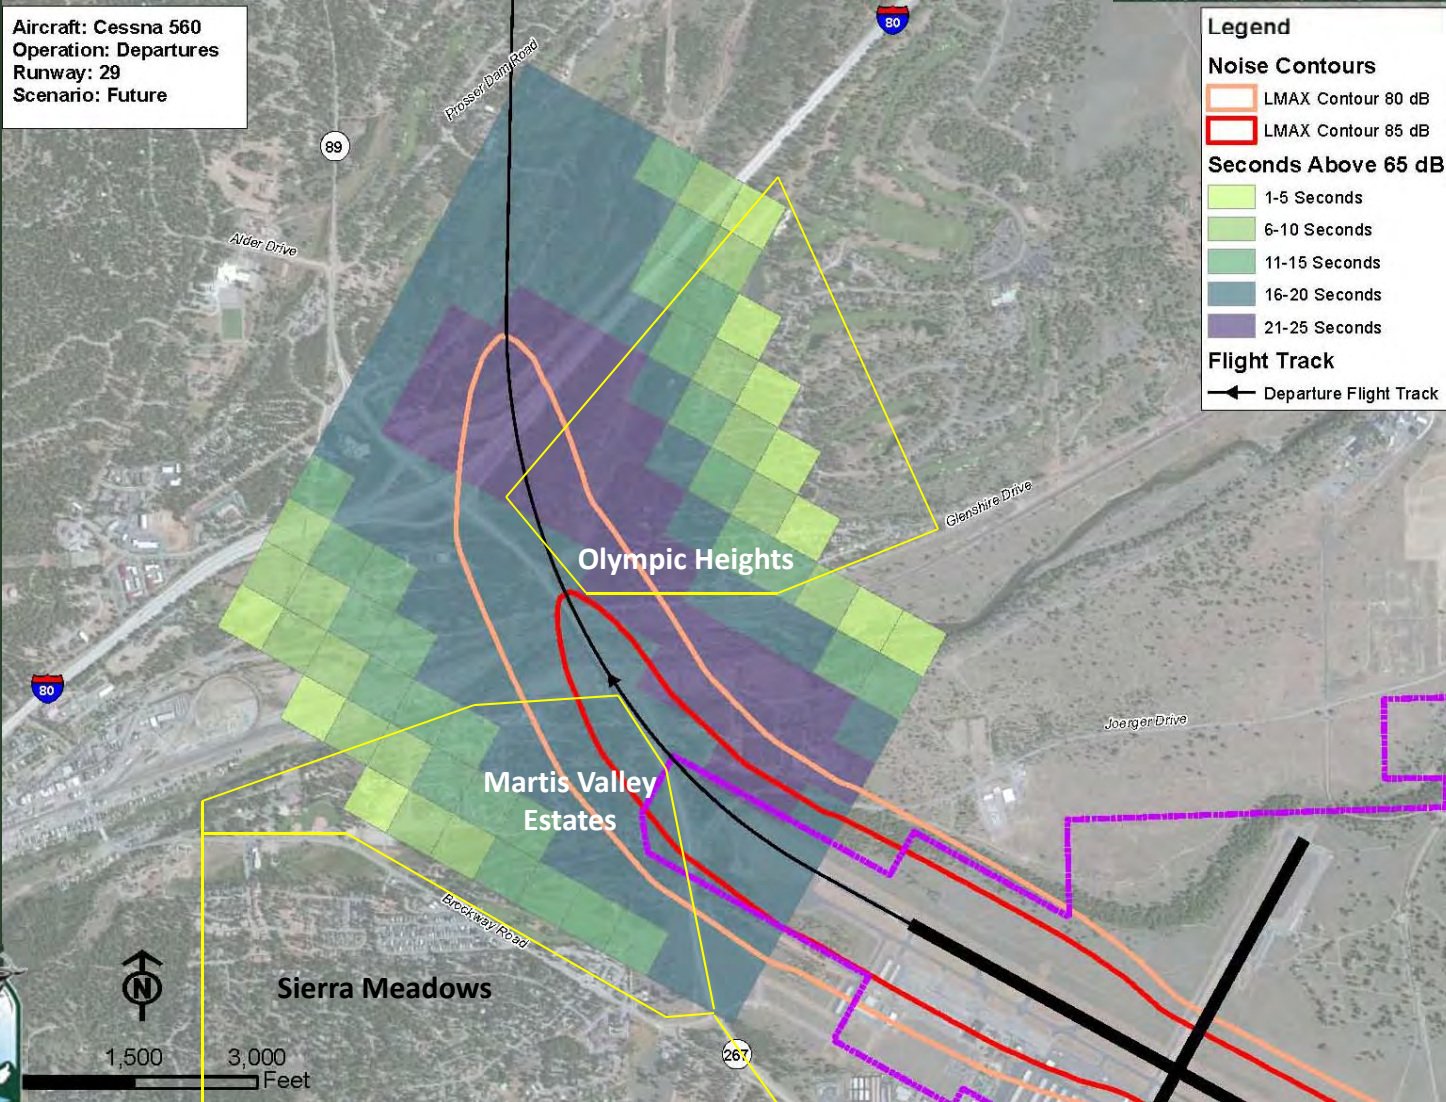 Aircraft: Cessna 560
Operation: Departures
Runway: 29
Scenario: Future
80
Legend
Noise Contours
LMAX Contour 80 dB
LMAX Contour 85 dB
Seconds Above 65 dB
1-5 Seconds
6-10 Seconds
11-15 Seconds
16-20 Seconds
21-25 Seconds
Flight Track
Departure Flight Track
Prosser Dam Road
89
Alder Drive
Glenshire Drive
Olympic Heights
80
Joerger Drive
Martis Valley
Estates
Brockway Road
Sierra Meadows
N
267
1,500 3,000
Feet